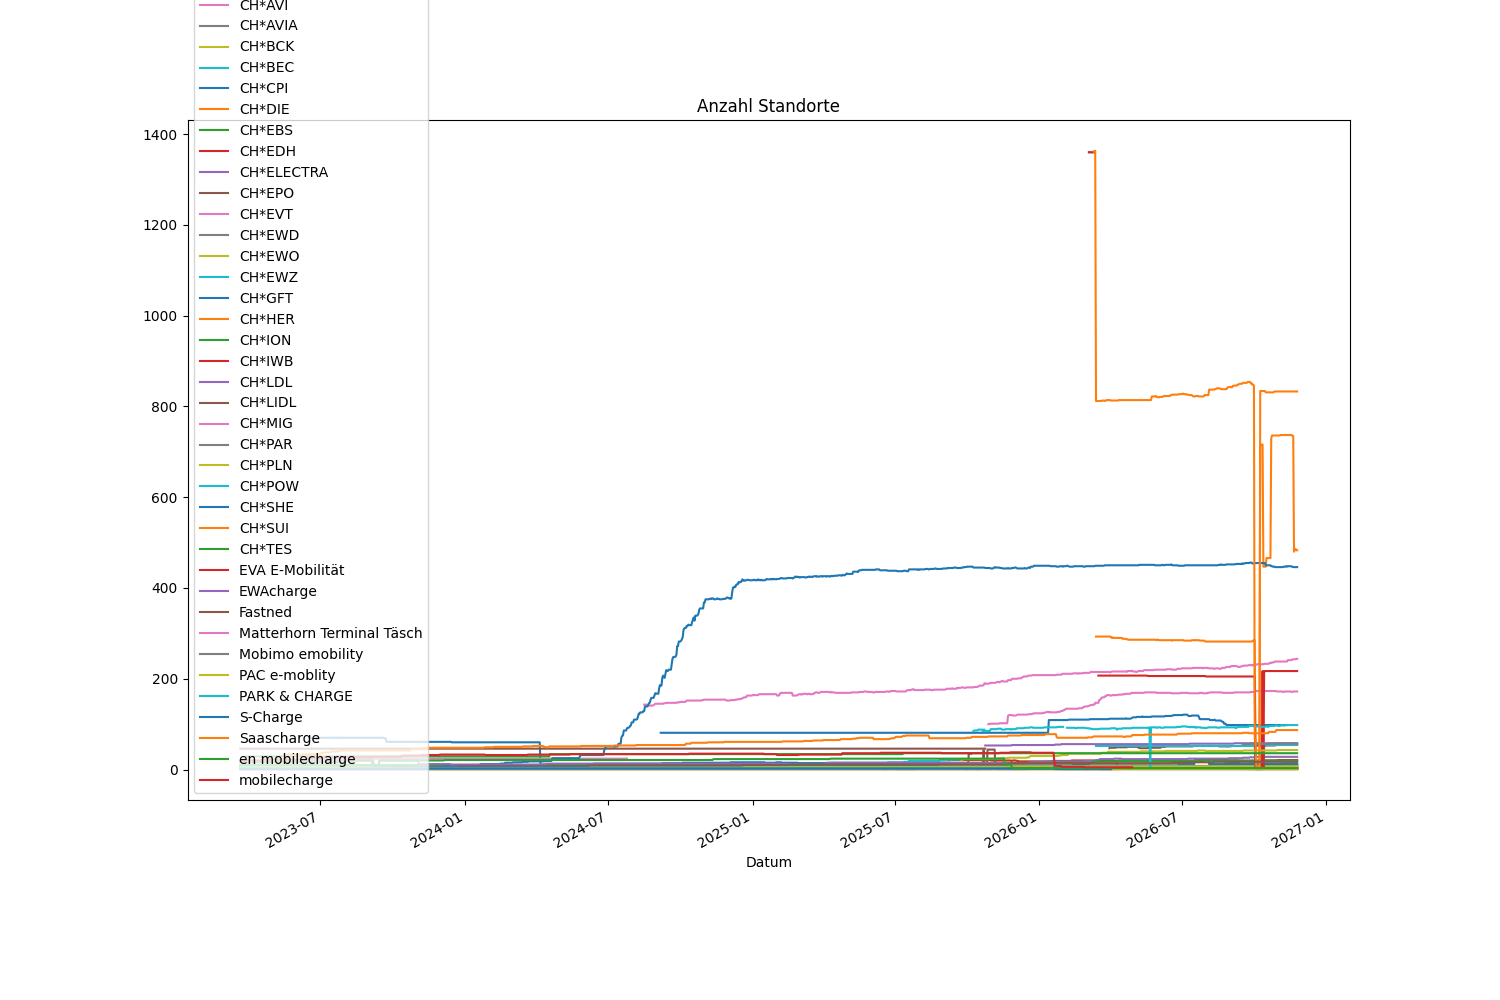 CH*AVI
CH*AVIA
CH*BCK
CH*BEC
CH*CPI
CH*DIE
CH*EBS
CH*EDH
CH*ELECTRA
CH*EPO
CH*EVT
CH*EWD
CH*EWO
CH*EWZ
CH*GFT
CH*HER
CH*ION
CH*IWB
CH*LDL
CH*LIDL
CH*MIG
CH*PAR
CH*PLN
CH*POW
CH*SHE
CH*SUI
CH*TES
EVA E-Mobilität
EWAcharge
Fastned
Matterhorn Terminal Täsch
Mobimo emobility
PAC e-moblity
PARK & CHARGE
S-Charge
Saascharge
en mobilecharge
mobilecharge
Anzahl Standorte
1400
1200
1000
800
600
400
200
0
2023-07
2024-01
2024-07
2025-01
2025-07
2026-01
2026-07
2027-01
Datum